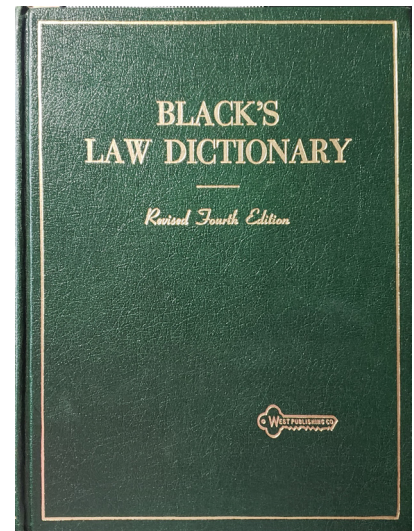 BLACK'S
LAW DICTIONARY
Revised Fourth Edition
WEST PUBLISHING CO